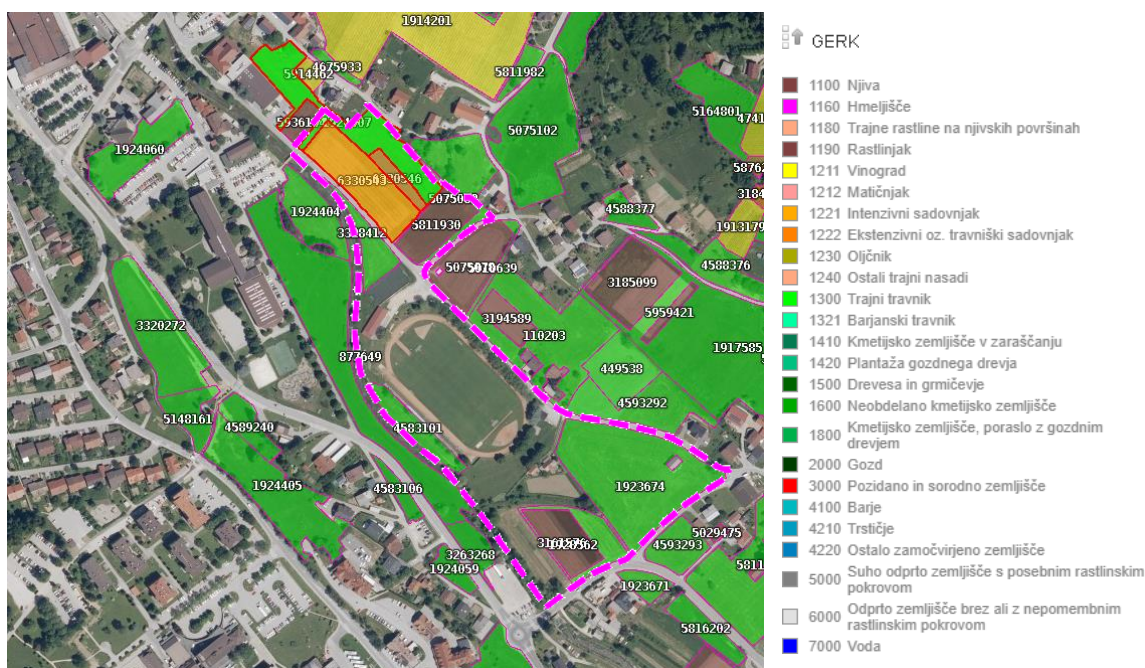 1914201
4675933
5811982
5164801
5075102
1924060
5811930
4588377
1924404
3328412
4588376
3185099
3194589
5959421
110203
3320272
1917585
877649
449538
4593292
5148161
4583101
4589240
1923674
1924405
4583106
5029475
3263268
4593293
1924059
1923671
5816202
GERK
1100 Njiva
1160 Hmeljišče
1180 Trajne rastline na njivskih površinah
1190 Rastlinjak
1211 Vinograd
1212 Matičnjak
1221 Intenzivni sadovnjak
1222 Ekstenzivni oz. travniški sadovnjak
1230 Oljčnik
1240 Ostali trajni nasadi
1300 Trajni travnik
1321 Barjanski travnik
1410 Kmetijsko zemljišče v zaraščanju
1420 Plantaža gozdnega drevja
1500 Drevesa in grmičevje
1600 Neobdelano kmetijsko zemljišče
1800 Kmetijsko zemljišče, poraslo z gozdnim
drevjem
2000 Gozd
3000 Pozidano in sorodno zemljišče
4100 Barje
4210 Trstičje
4220 Ostalo zamočvirjeno zemljišče
5000 Suho odprto zemljišče s posebnim rastlinskim
pokrovom
6000 Odprto zemljišče brez ali z nepomembnim
rastlinskim pokrovom
7000 Voda